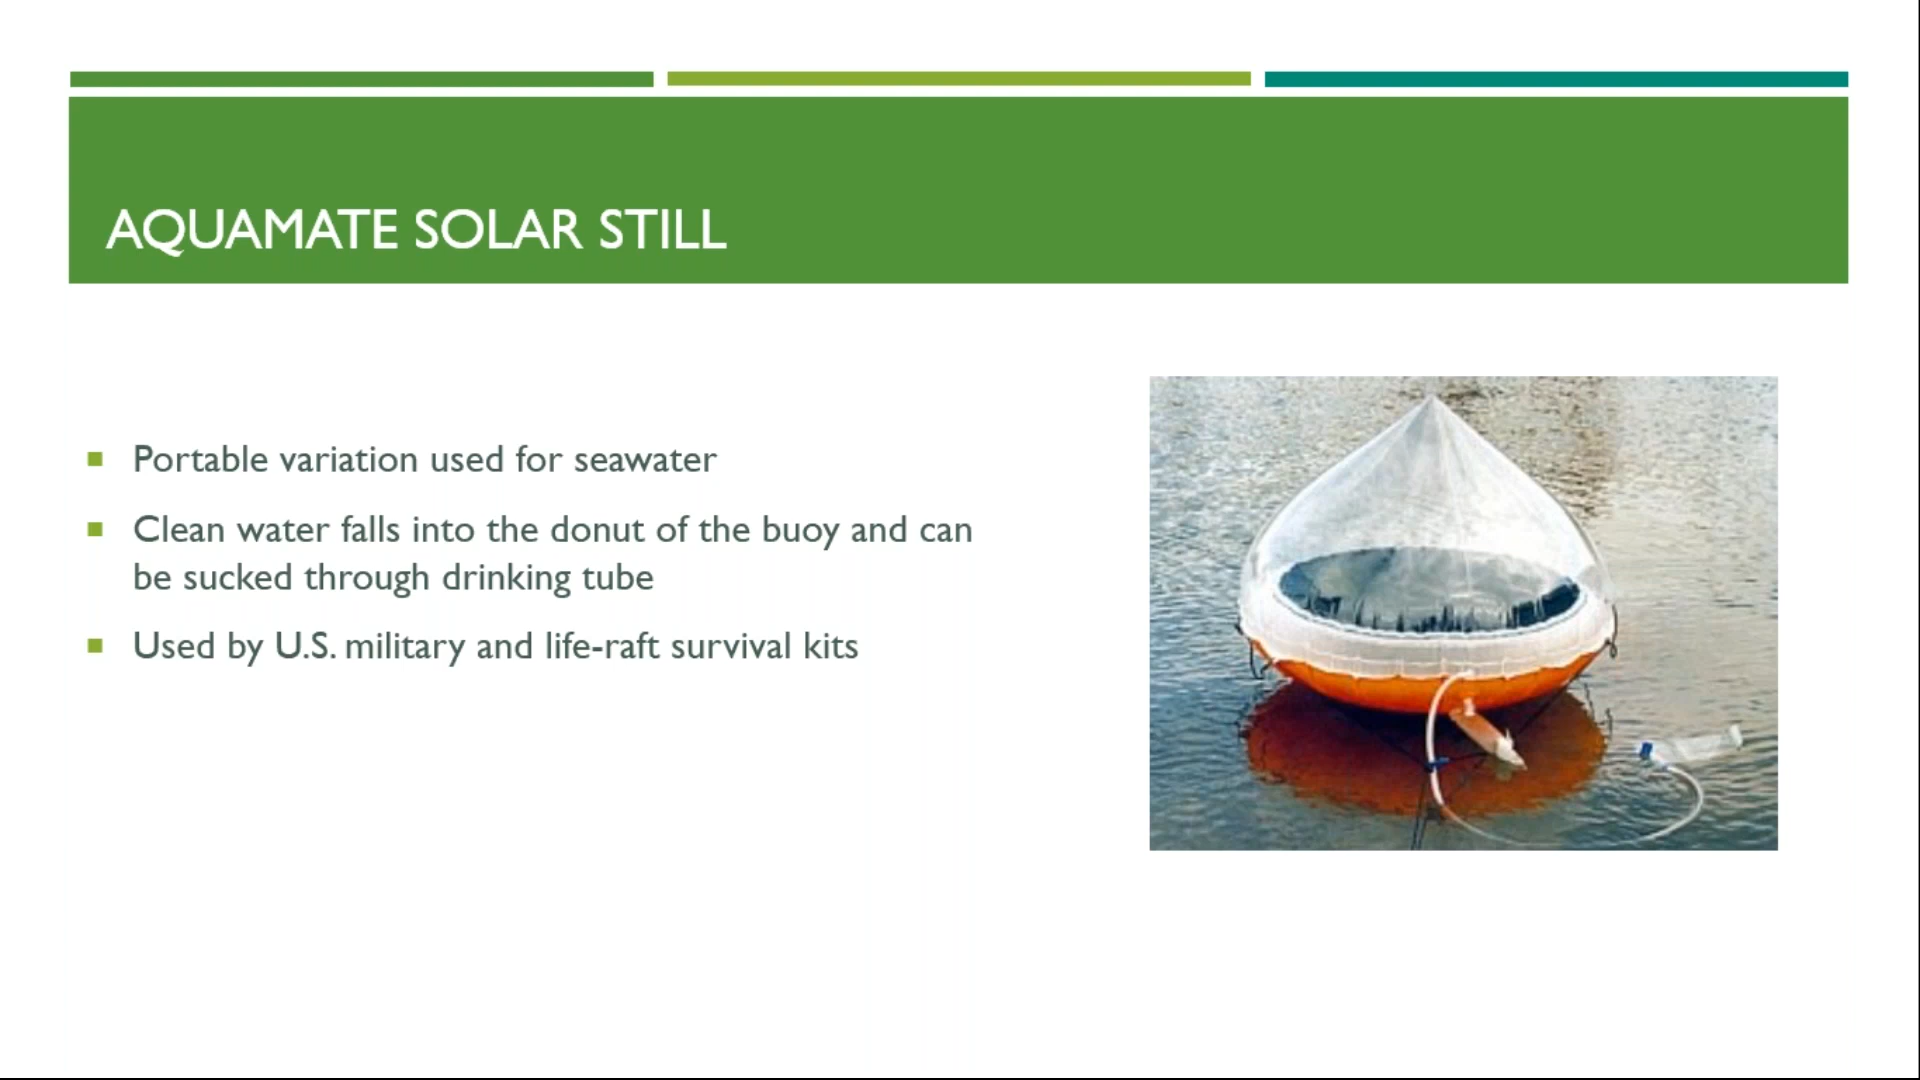 AQUAMATE SOLAR STILL
Portable variation used for seawater
Clean water falls into the donut of the buoy and can
be sucked through drinking tube
Used by U.S. military and life-raft survival kits